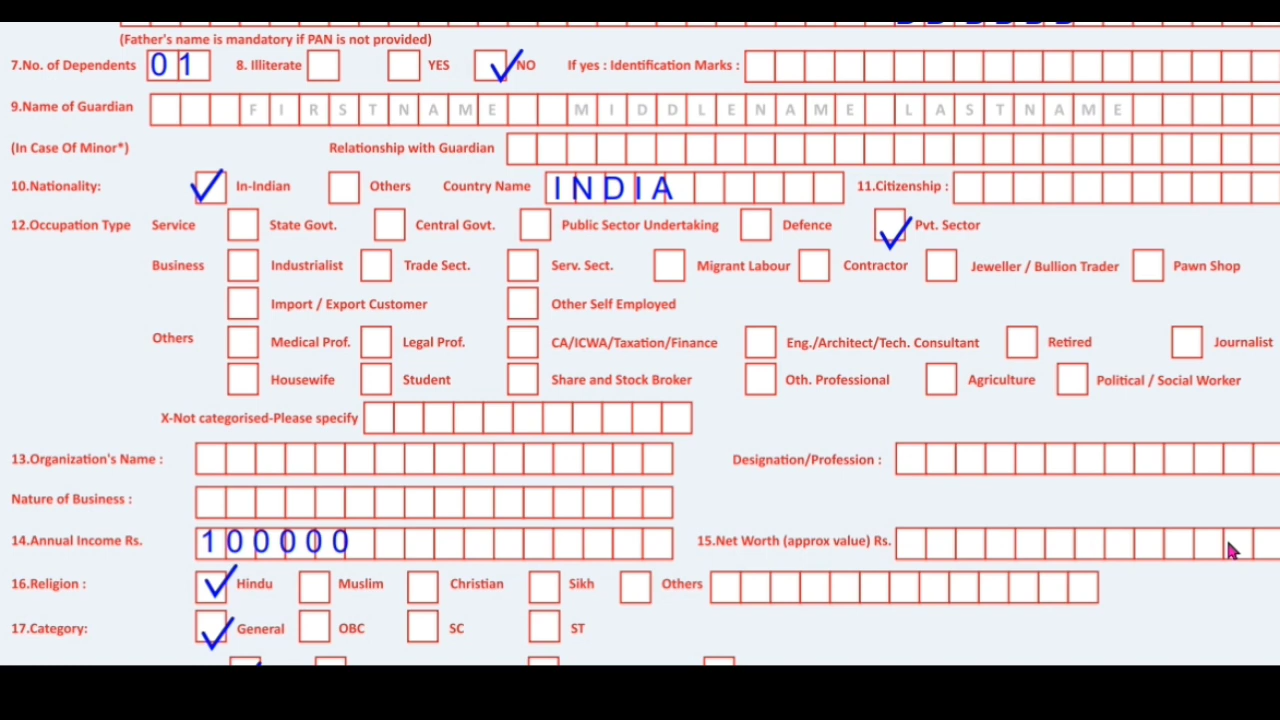 (Father's name is mandatory if PAN is not provided)
7.No. of Dependents 01 8. Illiterate YES NO If yes : Identification Marks :
9.Name of Guardian FIRSTNAME MIDDLENAME LASTNAME
(In Case Of Minor*) Relationship with Guardian
10.Nationality: In-Indian Others Country Name INDIA 11.Citizenship :
12.Occupation Type Service State Govt. Central Govt. Public Sector Undertaking Defence Pvt. Sector
Business Industrialist Trade Sect. Serv. Sect. Migrant Labour Contractor Jeweller / Bullion Trader Pawn Shop
Import / Export Customer Other Self Employed
Others Medical Prof. Legal Prof. CA/ICWA/Taxation/Finance Eng./Architect/Tech. Consultant Retired Journalist
Housewife Student Share and Stock Broker Oth. Professional Agriculture Political / Social Worker
X-Not categorised-Please specify
13.Organization's Name : Designation/Profession :
Nature of Business :
14.Annual Income Rs. 100000 15.Net Worth (approx value) Rs.
16.Religion : Hindu Muslim Christian Sikh Others
17.Category: General OBC SC ST